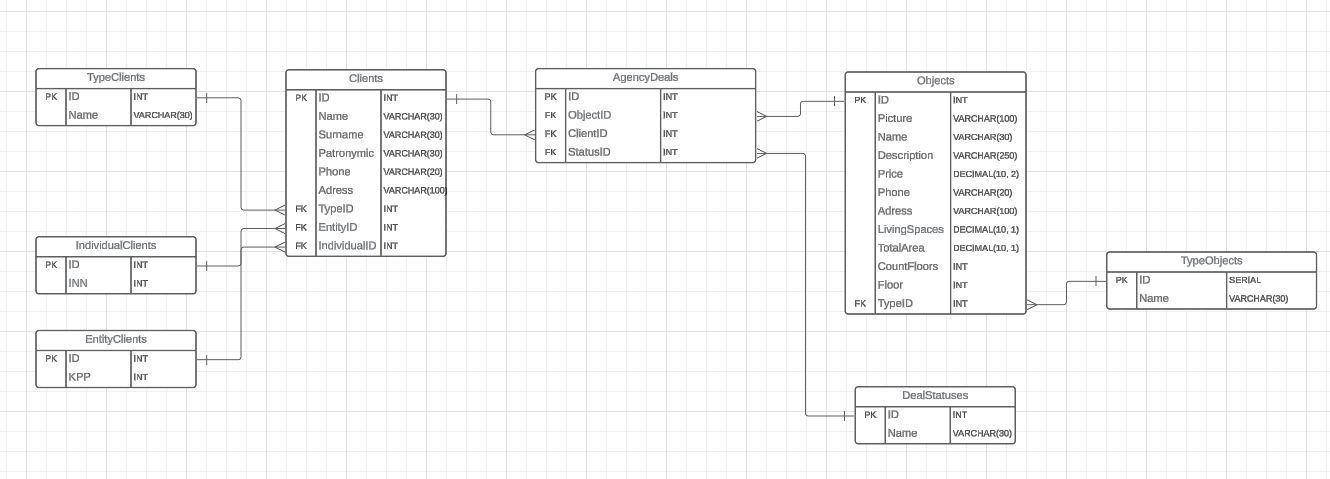 TypeClients
PK ID INT
Name VARCHAR(30)
Clients
PK ID INT
Name VARCHAR(30)
Surname VARCHAR(30)
Patronymic VARCHAR(30)
Phone VARCHAR(20)
Adress VARCHAR(100)
FK TypeID INT
FK EntityID INT
FK IndividualID INT
AgencyDeals
PK ID INT
FK ObjectID INT
FK ClientID INT
FK StatusID INT
Objects
PK ID INT
Picture VARCHAR(100)
Name VARCHAR(30)
Description VARCHAR(250)
Price DECIMAL(10, 2)
Phone VARCHAR(20)
Adress VARCHAR(100)
LivingSpaces DECIMAL(10, 1)
TotalArea DECIMAL(10, 1)
CountFloors INT
Floor INT
FK TypeID INT
IndividualClients
PK ID INT
INN INT
TypeObjects
PK ID SERIAL
Name VARCHAR(30)
EntityClients
PK ID INT
KPP INT
DealStatuses
PK ID INT
Name VARCHAR(30)